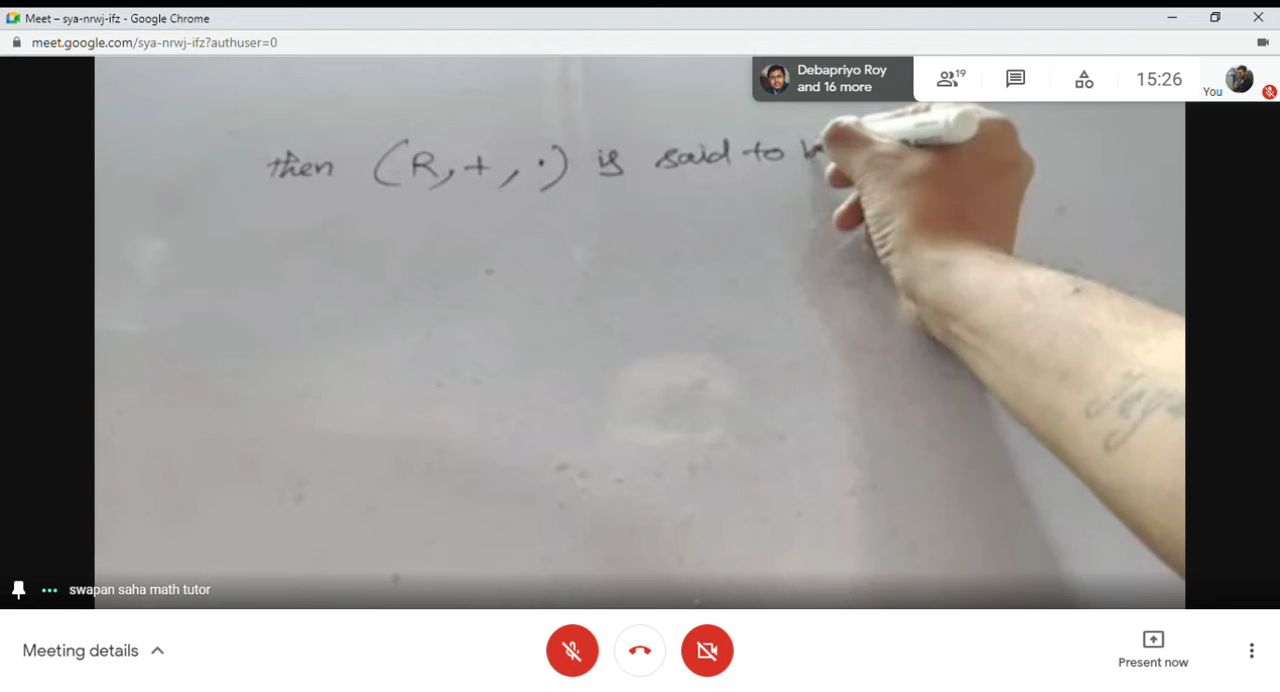 Meet – sya-nrwj-ifz - Google Chrome
meet.google.com/sya-nrwj-ifz?authuser=0
Debapriyo Roy
and 16 more
19
15:26
You
then (R, +, ·) is said to
swapan saha math tutor
Meeting details
Present now